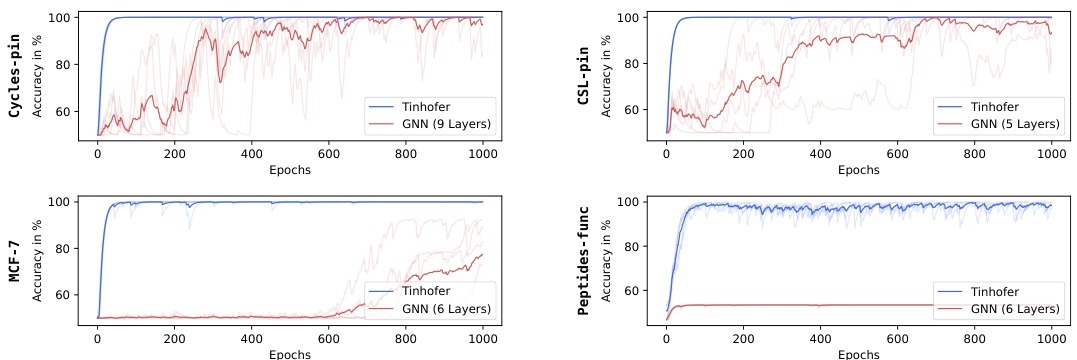 Cycles-pin
Accuracy in %
100
80
60
0
200
400
600
800
1000
Epochs
Tinhofer
GNN (9 Layers)
CSL-pin
Accuracy in %
100
80
60
0
200
400
600
800
1000
Epochs
Tinhofer
GNN (5 Layers)
MCF-7
Accuracy in %
100
80
60
0
200
400
600
800
1000
Epochs
Tinhofer
GNN (6 Layers)
Peptides-func
Accuracy in %
100
80
60
0
200
400
600
800
1000
Epochs
Tinhofer
GNN (6 Layers)